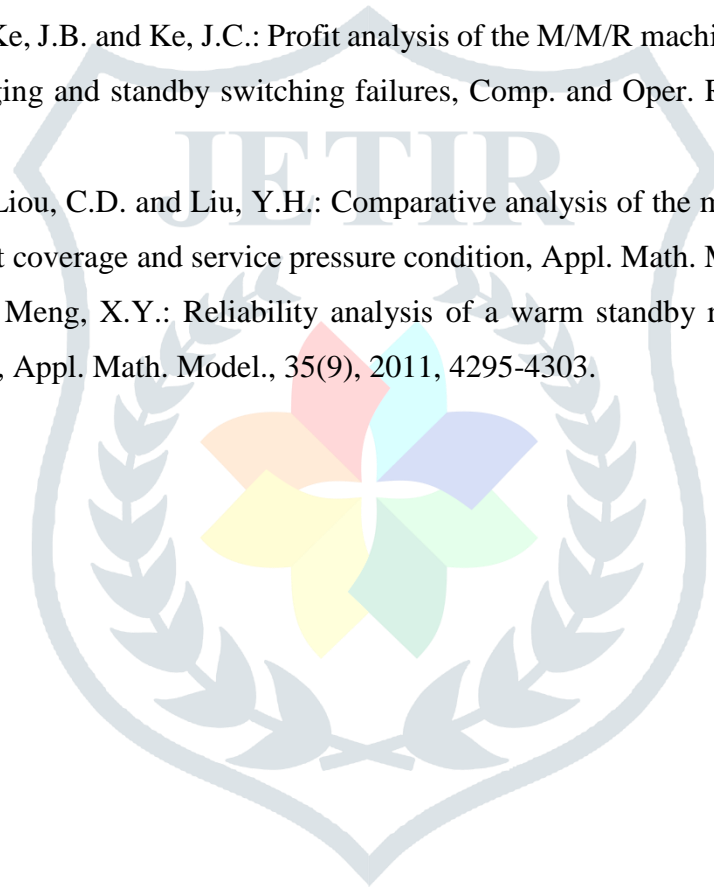 Ke, J.B. and Ke, J.C.: Profit analysis of the M/M/R machi
ging and standby switching failures, Comp. and Oper. R
JETIR
Liou, C.D. and Liu, Y.H.: Comparative analysis of the m
t coverage and service pressure condition, Appl. Math. M
Meng, X.Y.: Reliability analysis of a warm standby r
, Appl. Math. Model., 35(9), 2011, 4295-4303.